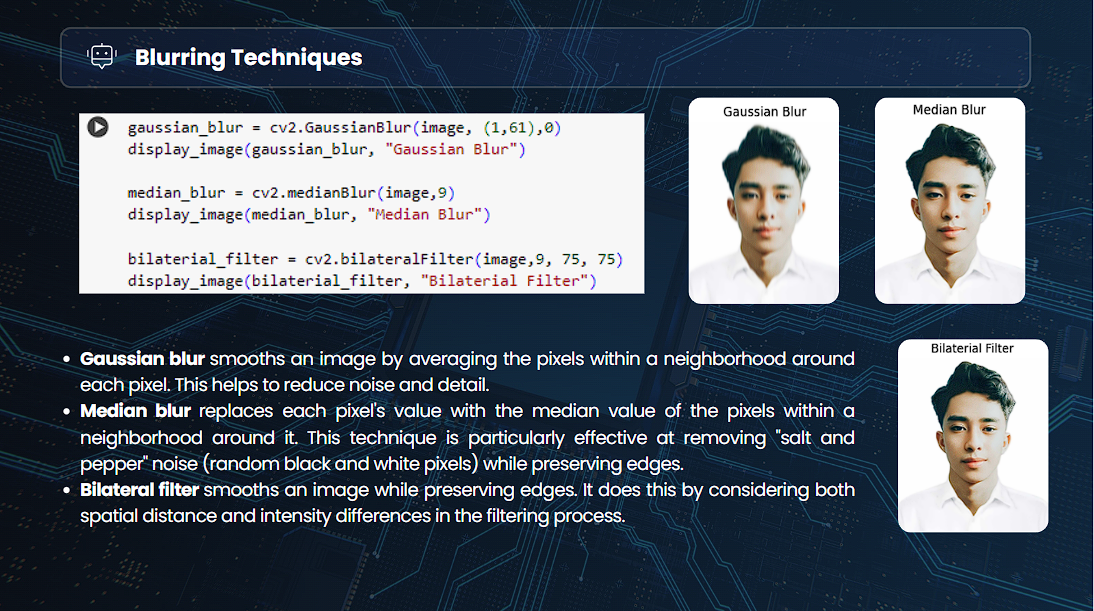 Blurring Techniques
gaussian_blur = cv2.GaussianBlur(image, (1,61),0)
display_image(gaussian_blur, "Gaussian Blur")
median_blur = cv2.medianBlur(image,9)
display_image(median_blur, "Median Blur")
bilaterial_filter = cv2.bilateralFilter(image,9, 75, 75)
display_image(bilaterial_filter, "Bilaterial Filter")
Gaussian Blur
Median Blur
Bilaterial Filter
• Gaussian blur smooths an image by averaging the pixels within a neighborhood around
each pixel. This helps to reduce noise and detail.
• Median blur replaces each pixel's value with the median value of the pixels within a
neighborhood around it. This technique is particularly effective at removing "salt and
pepper" noise (random black and white pixels) while preserving edges.
• Bilateral filter smooths an image while preserving edges. It does this by considering both
spatial distance and intensity differences in the filtering process.